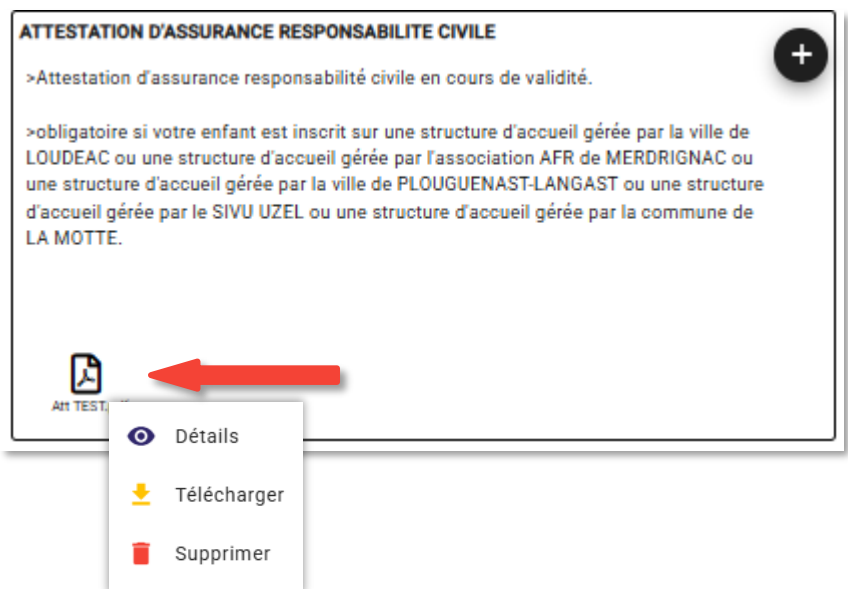 ATTESTATION D'ASSURANCE RESPONSABILITE CIVILE
>Attestation d'assurance responsabilité civile en cours de validité.
>obligatoire si votre enfant est inscrit sur une structure d'accueil gérée par la ville de
LOUDEAC ou une structure d'accueil gérée par l'association AFR de MERDRIGNAC ou
une structure d'accueil gérée par la ville de PLOUGUENAST-LANGAST ou une structure
d'accueil gérée par le SIVU UZEL ou une structure d'accueil gérée par la commune de
LA MOTTE.
Att TEST.
Détails
Télécharger
Supprimer